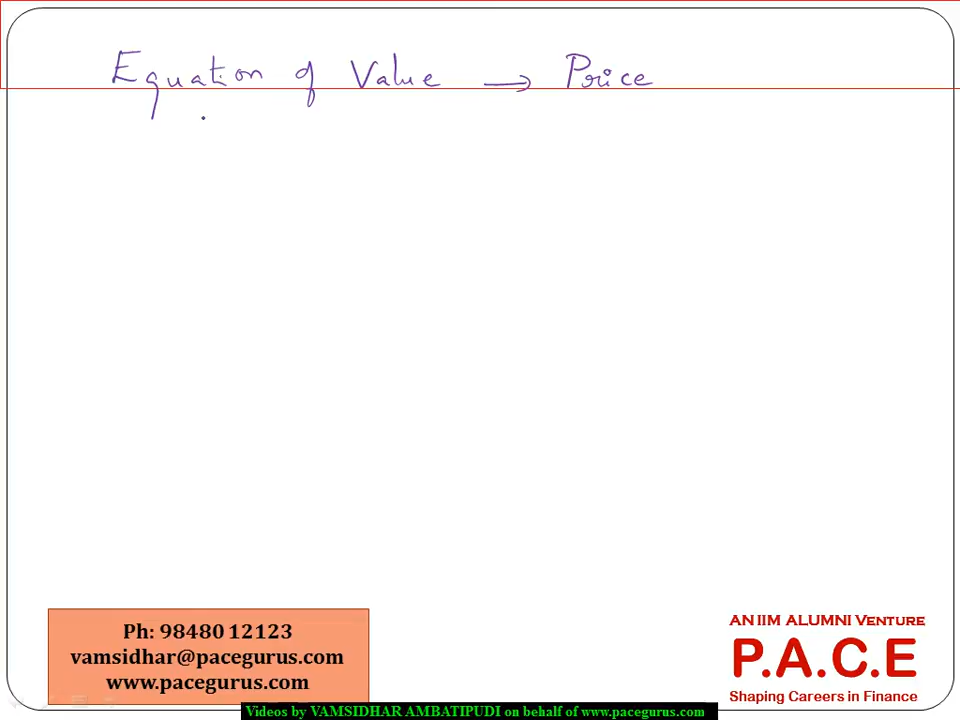 Equation of Value → Price
Ph: 98480 12123
vamsidhar@pacegurus.com
www.pacegurus.com
AN IIM ALUMNI VENTURE
P.A.C.E
Shaping Careers in Finance
Videos by VAMSIDHAR AMBATIPUDI on behalf of www.pacegurus.com